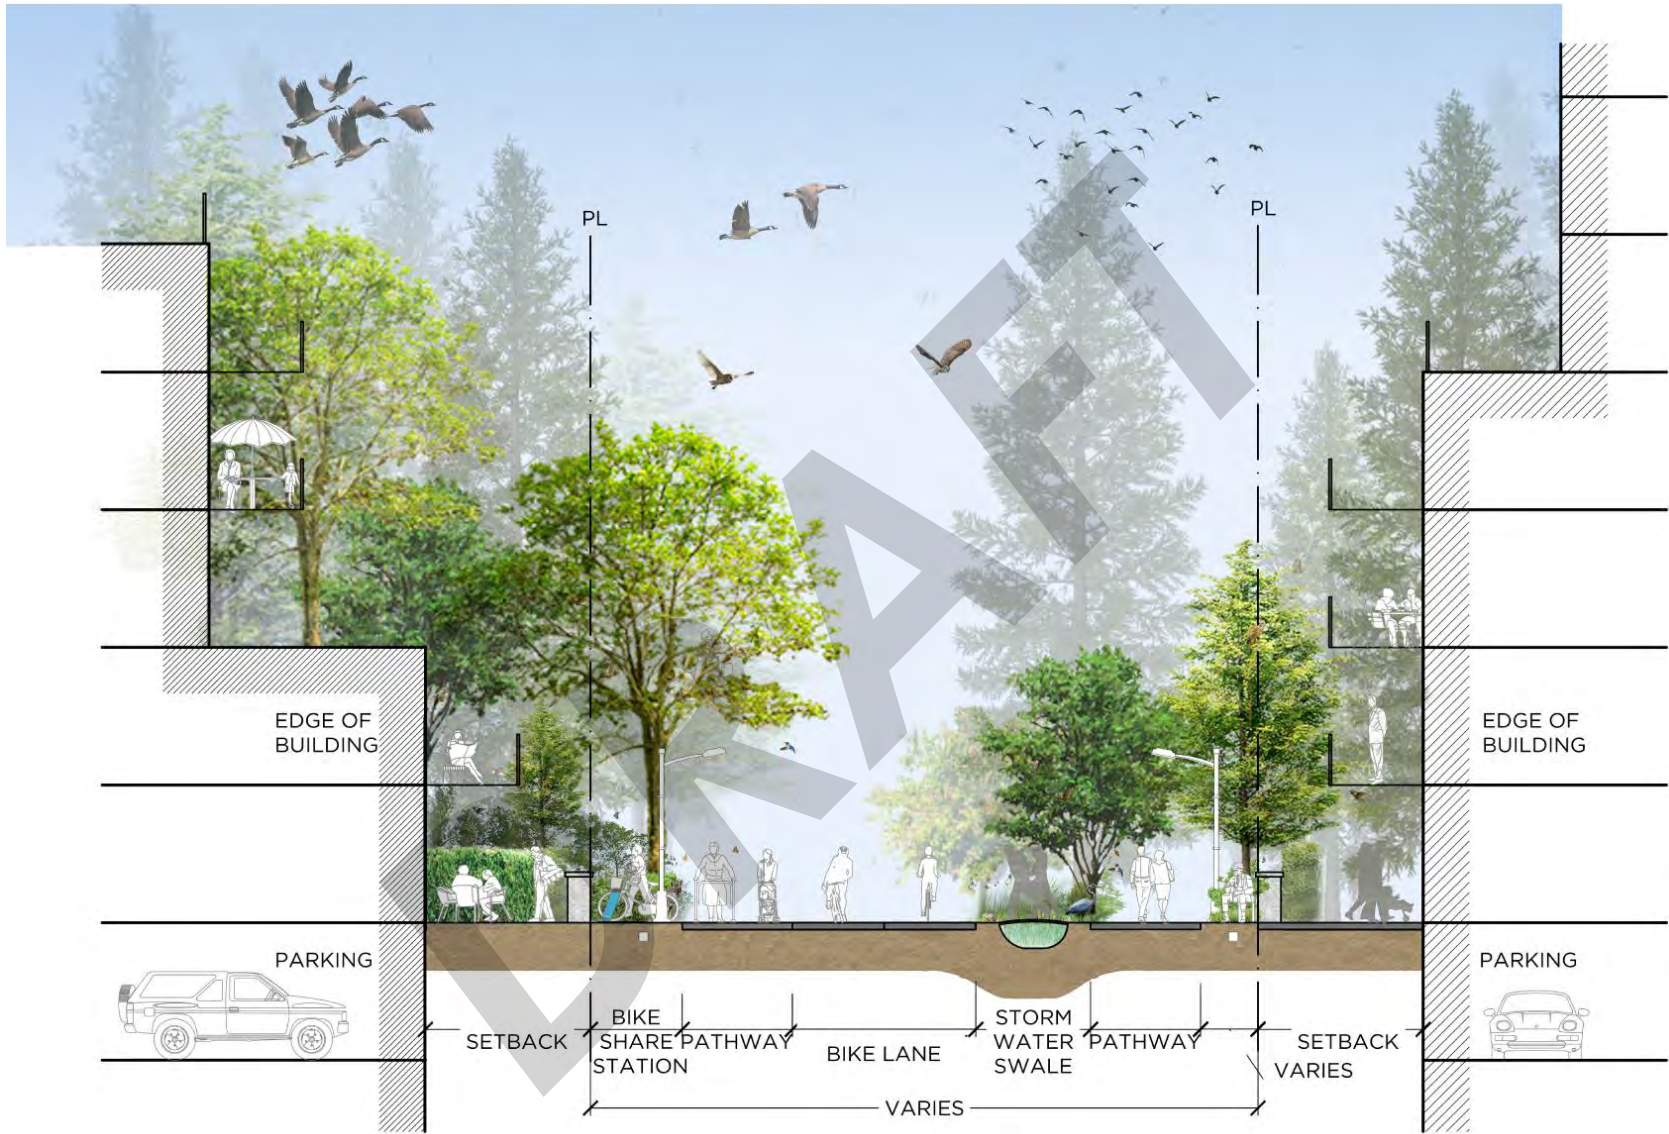 PL
PL
EDGE OF
BUILDING
EDGE OF
BUILDING
PARKING
PARKING
SETBACK
BIKE
SHARE
STATION
PATHWAY
BIKE LANE
STORM
WATER
SWALE
PATHWAY
SETBACK
VARIES
VARIES
DRAFT